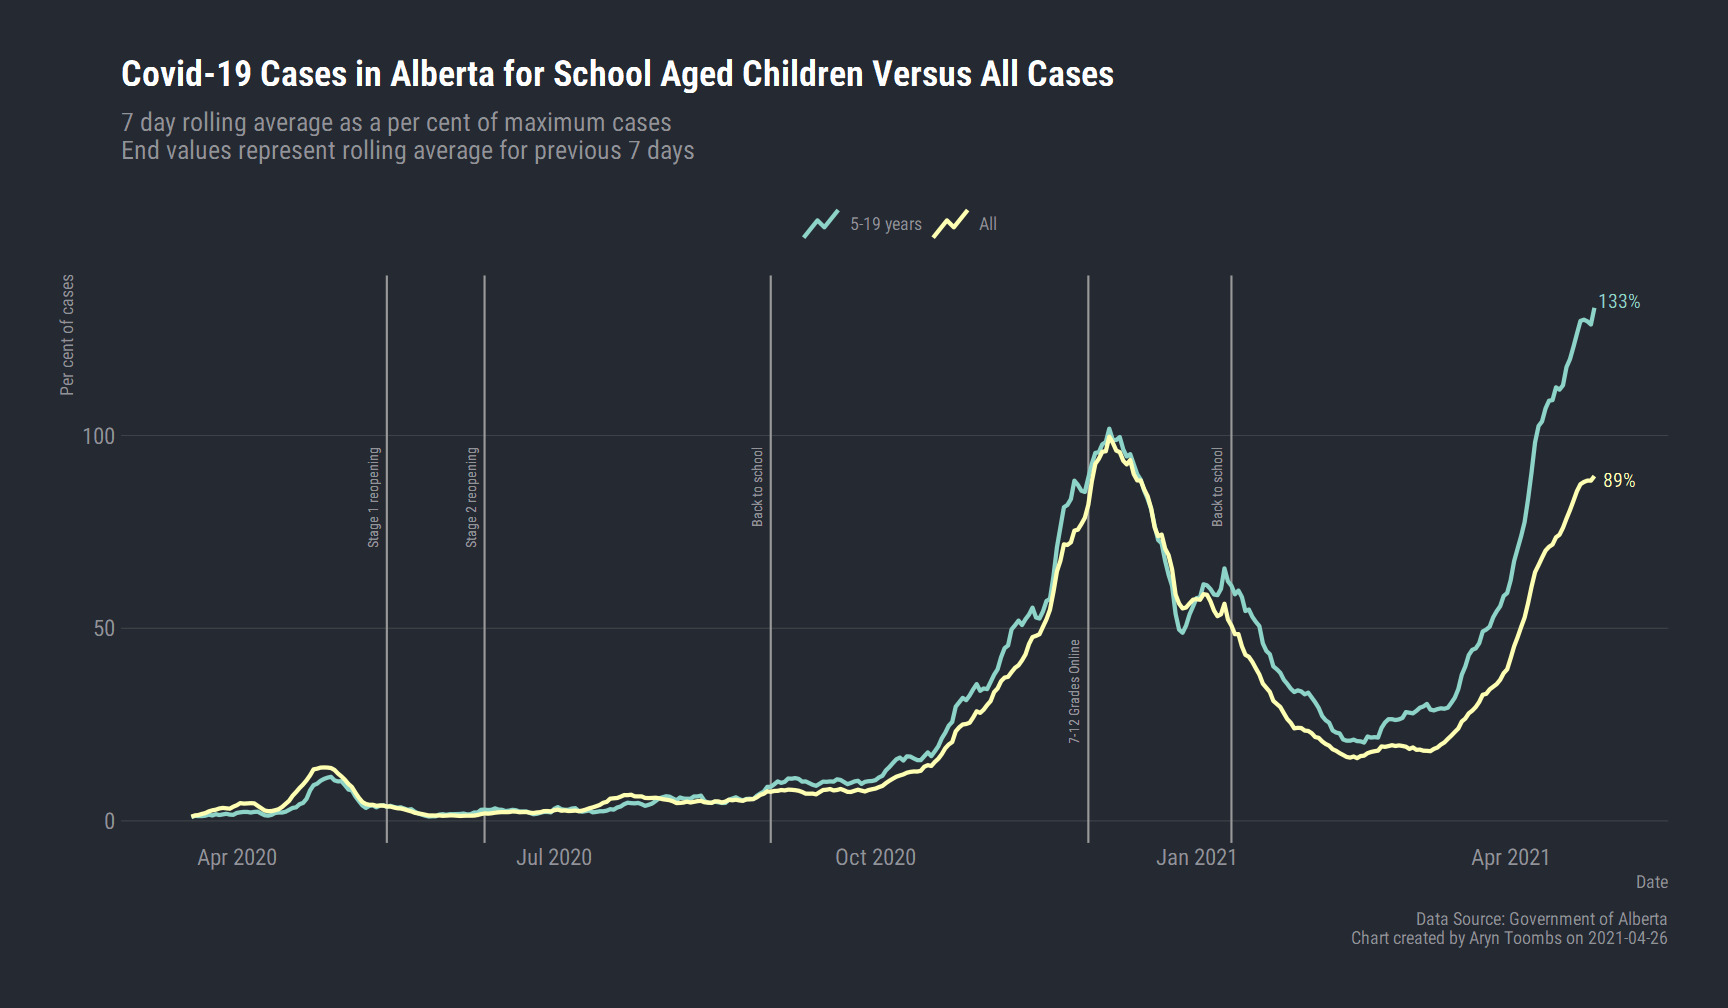 Covid-19 Cases in Alberta for School Aged Children Versus All Cases
7 day rolling average as a per cent of maximum cases
End values represent rolling average for previous 7 days
5-19 years
All
Per cent of cases
133%
89%
100
50
0
Stage 1 reopening
Stage 2 reopening
Back to school
7-12 Grades Online
Back to school
Apr 2020
Jul 2020
Oct 2020
Jan 2021
Apr 2021
Date
Data Source: Government of Alberta
Chart created by Aryn Toombs on 2021-04-26